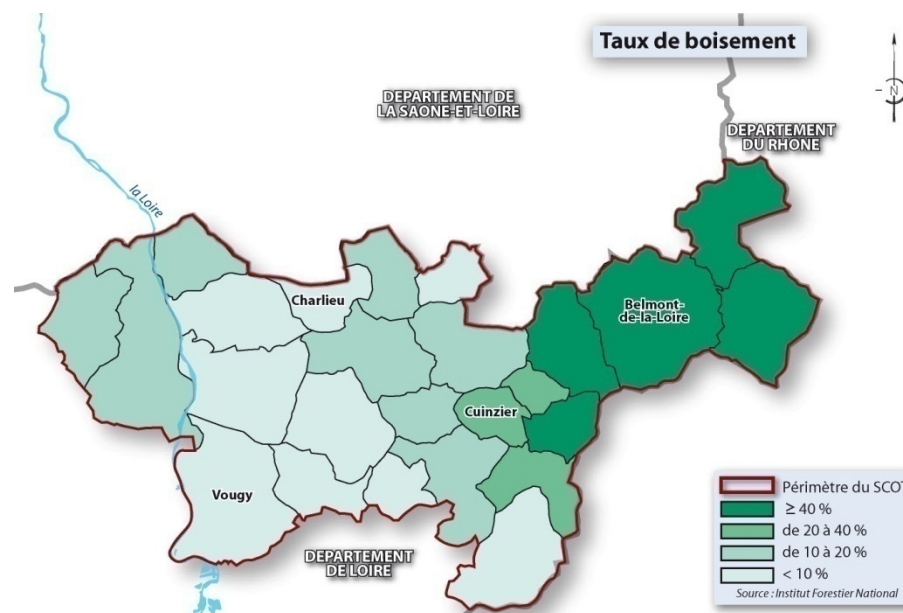 Taux de boisement
DEPARTEMENT DE
LA SAONE-ET-LOIRE
N
DEPARTEMENT
DU RHONE
la Loire
Charlieu
Belmont-
de-la-Loire
Cuinzier
Vougy
DEPARTEMENT
DE LOIRE
Périmètre du SCOT
≥ 40 %
de 20 à 40 %
de 10 à 20 %
< 10 %
Source : Institut Forestier National